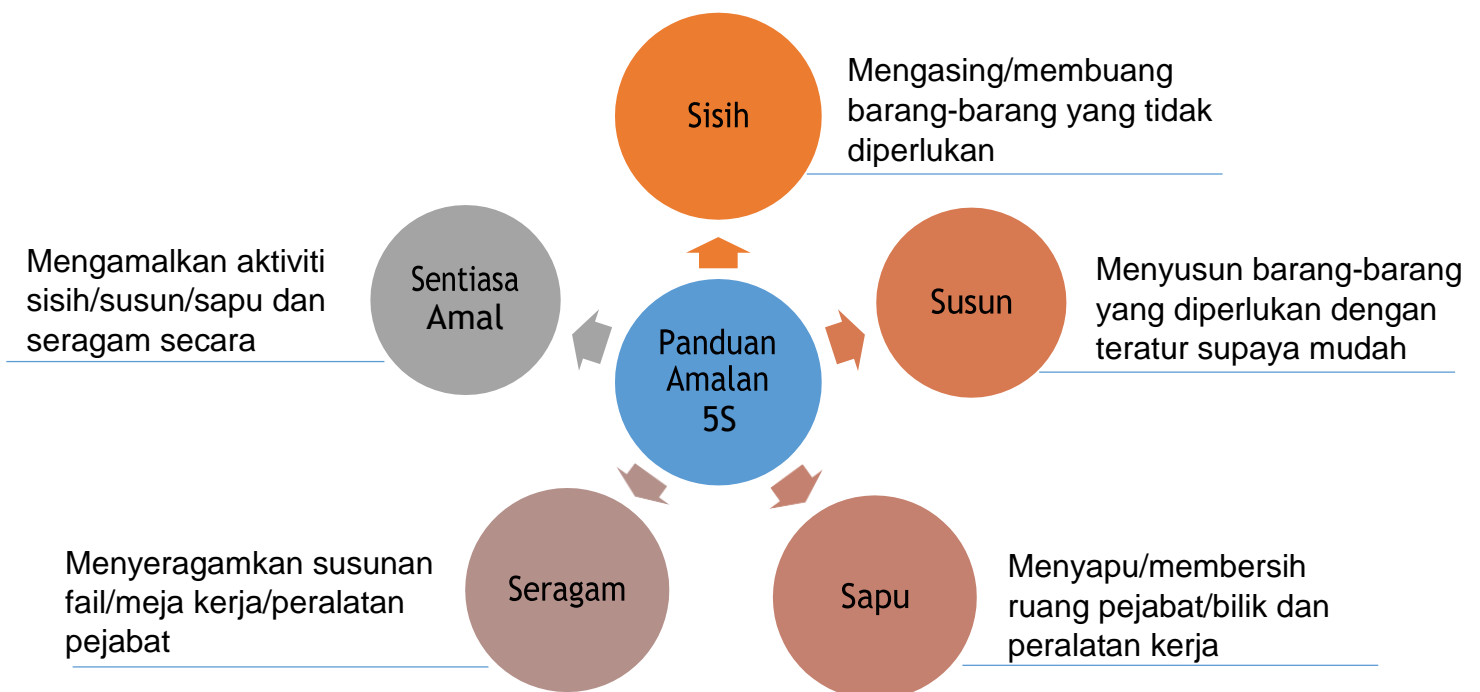 Sisih
Mengasing/membuang
barang-barang yang tidak
diperlukan
Susun
Menyusun barang-barang
yang diperlukan dengan
teratur supaya mudah
Sapu
Menyapu/membersih
ruang pejabat/bilik dan
peralatan kerja
Seragam
Menyeragamkan susunan
fail/meja kerja/peralatan
pejabat
Sentiasa
Amal
Mengamalkan aktiviti
sisih/susun/sapu dan
seragam secara
Panduan
Amalan
5S